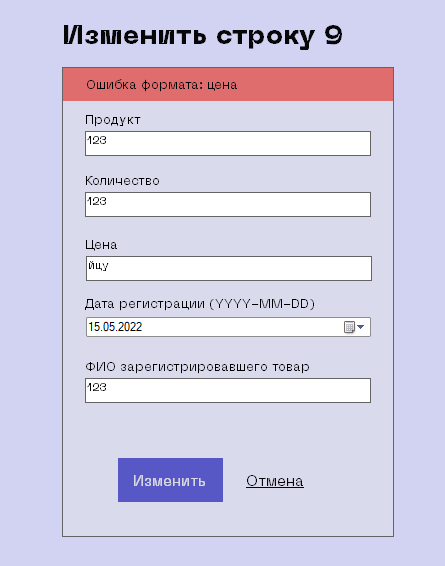 Изменить строку 9
Ошибка формата: цена
Продукт
123
Количество
123
Цена
йцу
Дата регистрации (YYYY-MM-DD)
15.05.2022
ФИО зарегистрировавшего товар
123
Изменить Отмена